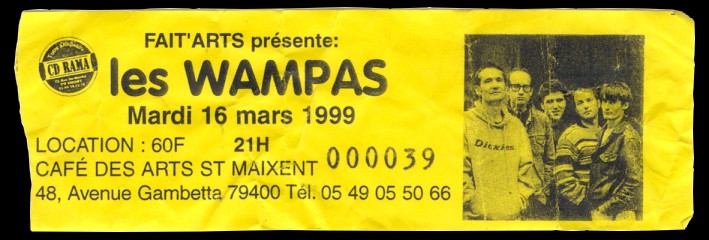 FAIT'ARTS présente:
CD RAMA
les WAMPAS
Mardi 16 mars 1999
LOCATION : 60F 21H
CAFÉ DES ARTS ST MAIXENT 000039
48, Avenue Gambetta 79400 Tél. 05 49 05 50 66
Dickies